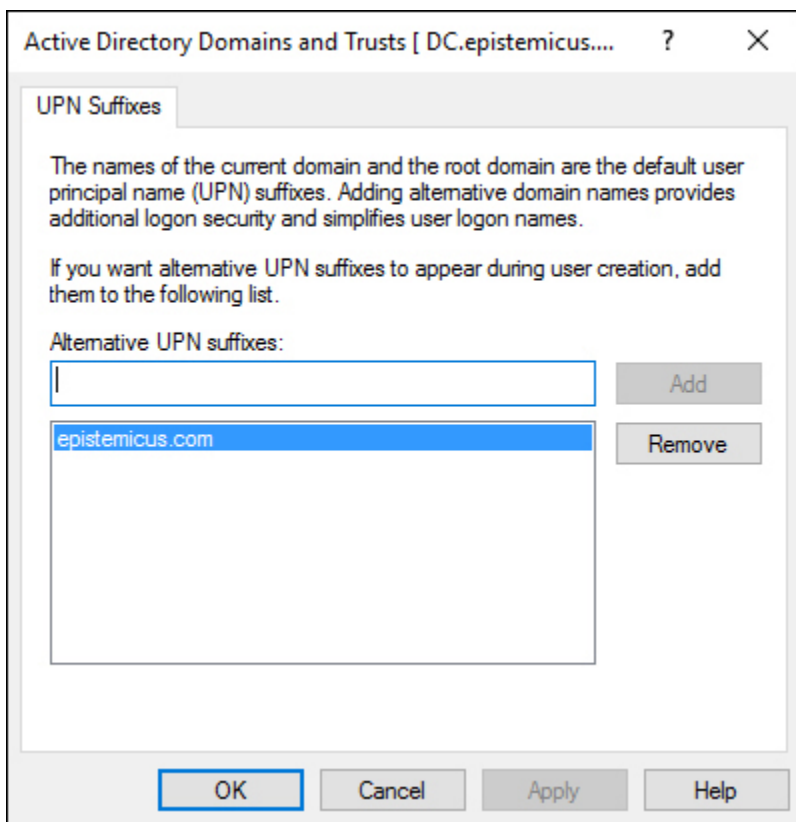 Active Directory Domains and Trusts [ DC.epistemicus....
?
UPN Suffixes
The names of the current domain and the root domain are the default user
principal name (UPN) suffixes. Adding alternative domain names provides
additional logon security and simplifies user logon names.
If you want alternative UPN suffixes to appear during user creation, add
them to the following list.
Alternative UPN suffixes:
Add
epistemicus.com
Remove
OK
Cancel
Apply
Help